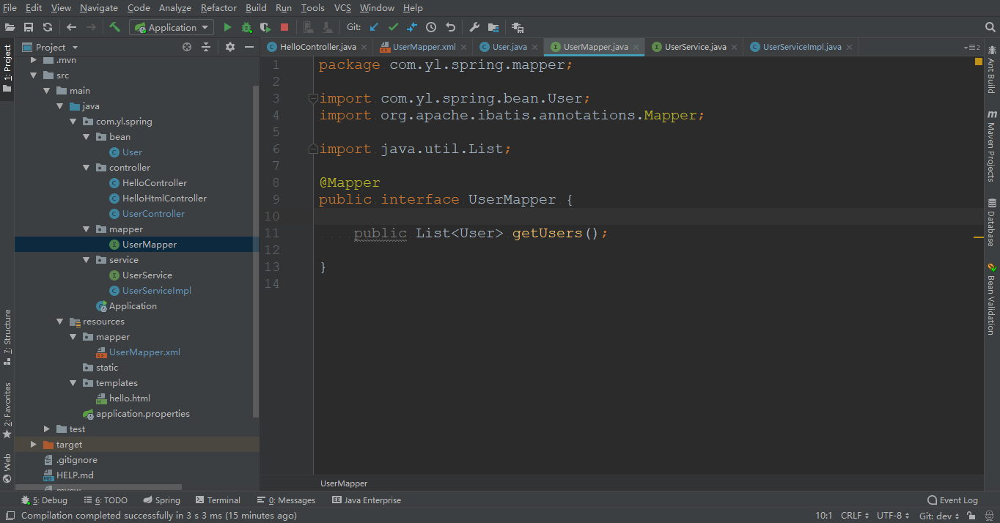 File Edit View Navigate Code Analyze Refactor Build Run Tools VCS Window Help
Application Git:
1: Project
7: Structure
2: Favorites
Web
Project
.mvn
src
main
java
com.yl.spring
bean
User
controller
HelloController
HelloHtmlController
UserController
mapper
UserMapper
service
UserService
UserServiceImpl
Application
resources
mapper
UserMapper.xml
static
templates
hello.html
application.properties
test
target
.gitignore
HELP.md
HelloController.java UserMapper.xml User.java UserMapper.java UserService.java UserServiceImpl.java 2
1 package com.yl.spring.mapper;
2
3 import com.yl.spring.bean.User;
4 import org.apache.ibatis.annotations.Mapper;
5
6 import java.util.List;
7
8 @Mapper
9 public interface UserMapper {
10
11 public List<User> getUsers();
12
13 }
14
UserMapper
Ant Build
Maven Projects
Database
Bean Validation
5: Debug 6: TODO Spring Terminal 0: Messages Java Enterprise Event Log
Compilation completed successfully in 3 s 3 ms (15 minutes ago) 10:1 CRLF UTF-8 Git: dev